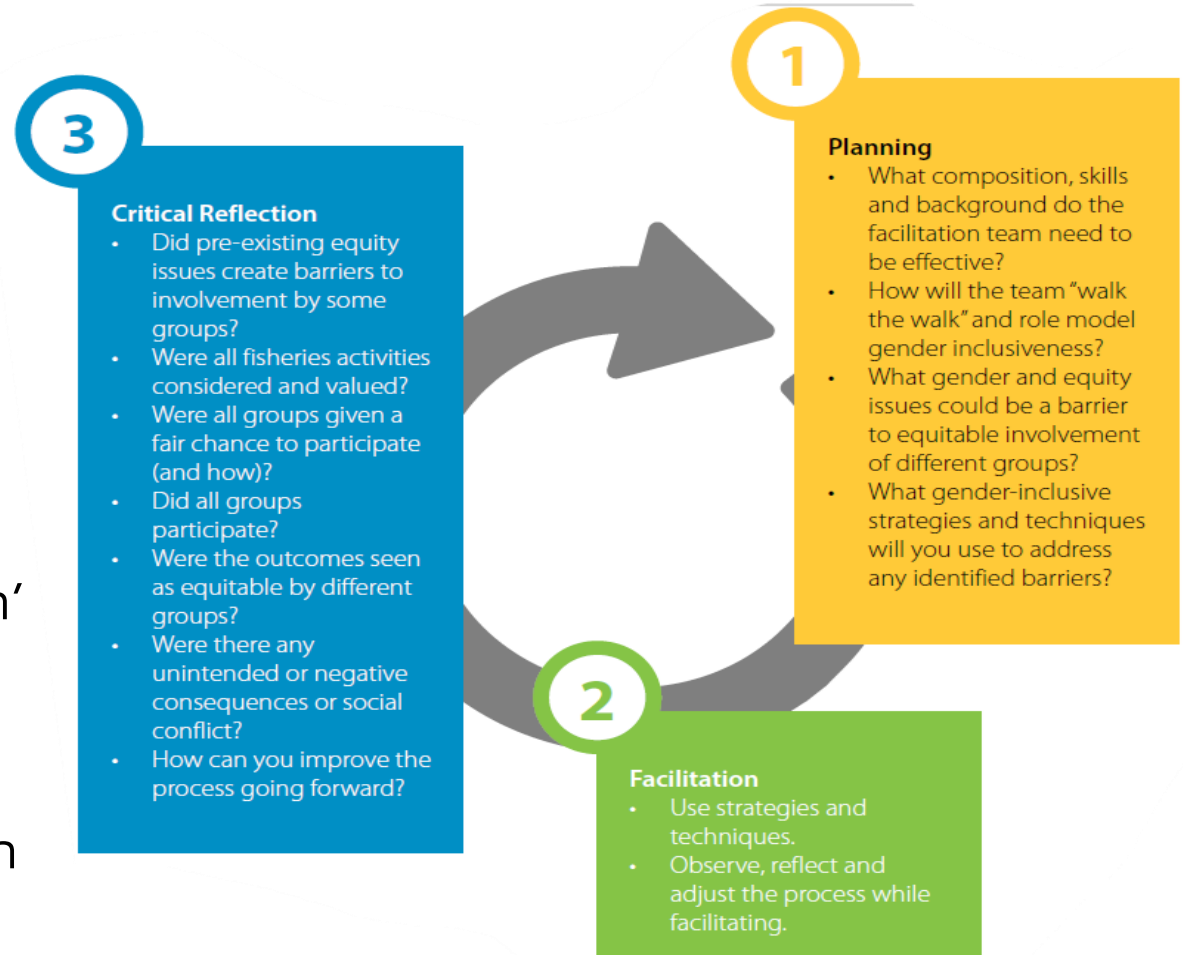 1
Planning
• What composition, skills
and background do the
facilitation team need to
be effective?
• How will the team “walk
the walk” and role model
gender inclusiveness?
• What gender and equity
issues could be a barrier
to equitable involvement
of different groups?
• What gender-inclusive
strategies and techniques
will you use to address
any identified barriers?
2
Facilitation
• Use strategies and
techniques.
• Observe, reflect and
adjust the process while
facilitating.
3
Critical Reflection
• Did pre-existing equity
issues create barriers to
involvement by some
groups?
• Were all fisheries activities
considered and valued?
• Were all groups given a
fair chance to participate
(and how)?
• Did all groups
participate?
• Were the outcomes seen
as equitable by different
groups?
• Were there any
unintended or negative
consequences or social
conflict?
• How can you improve the
process going forward?